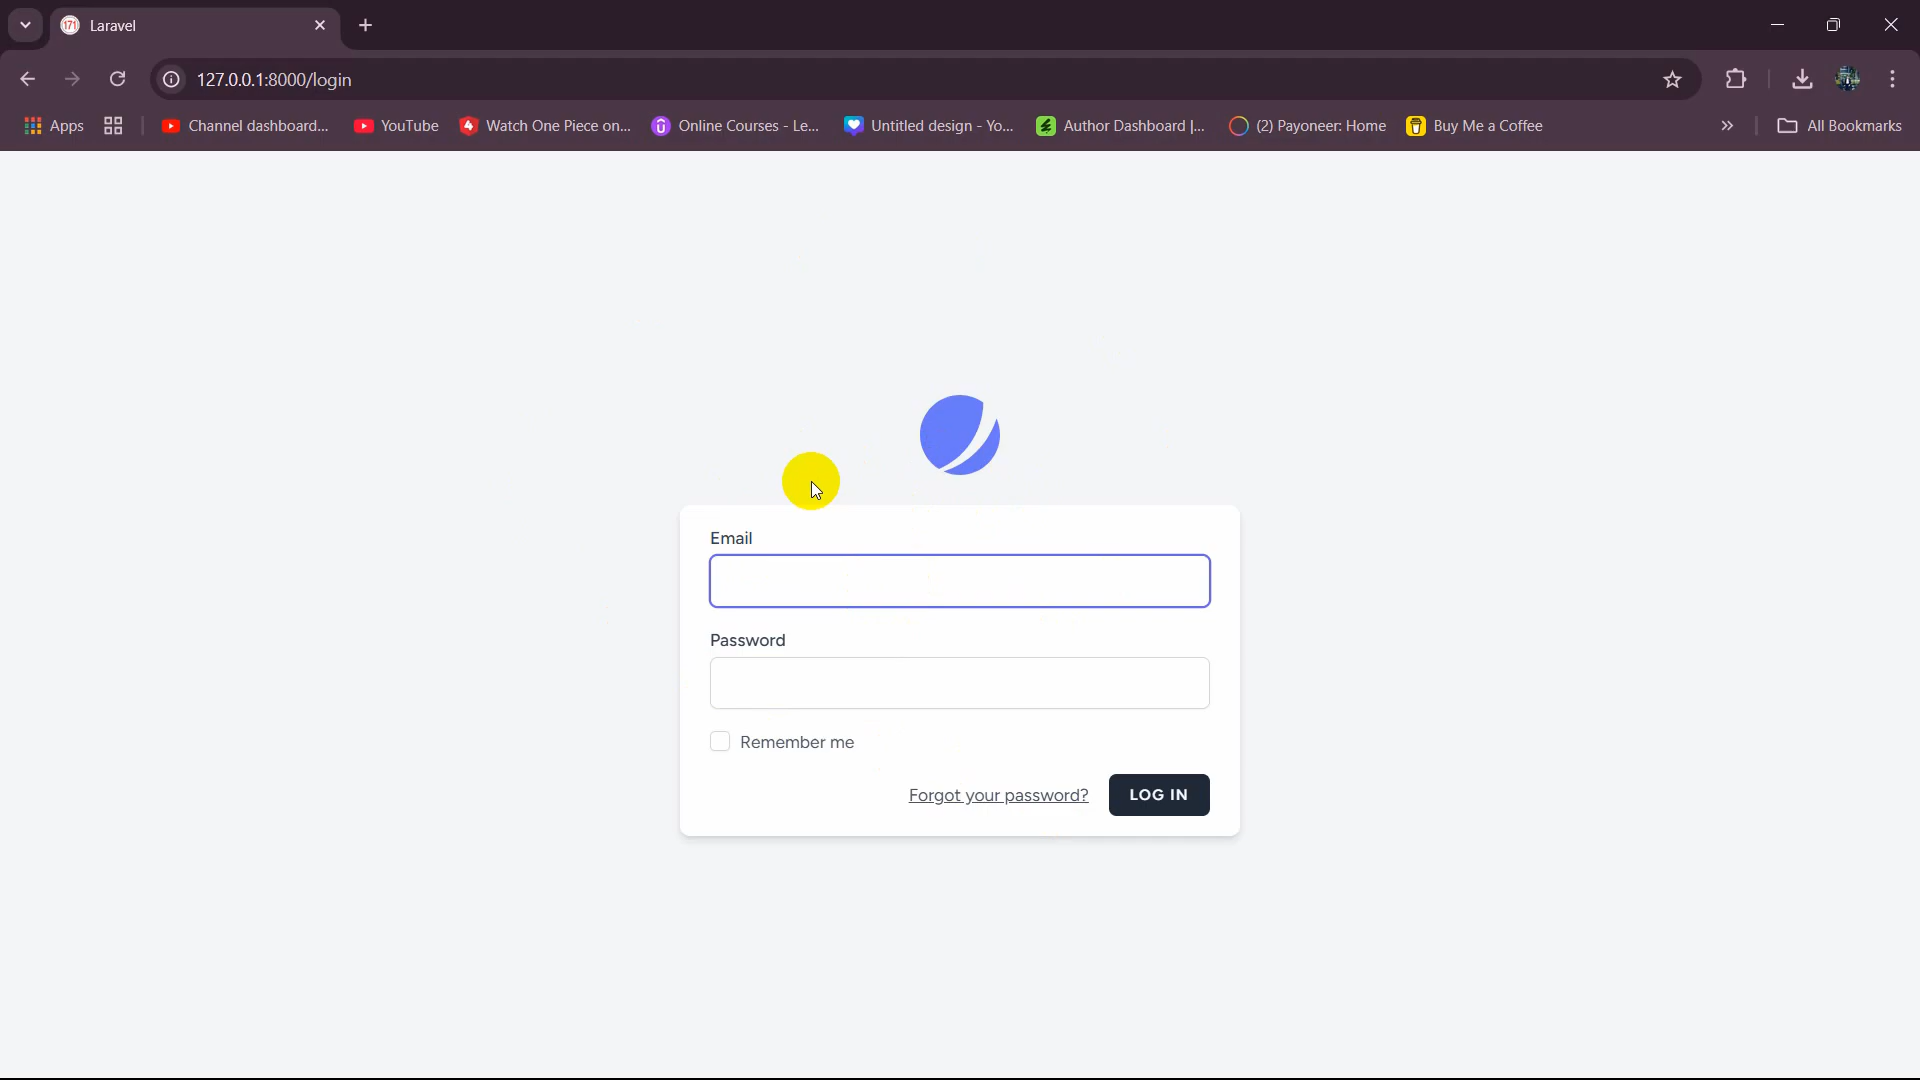 Laravel
127.0.0.1:8000/login
Apps Channel dashboard... YouTube Watch One Piece on... Online Courses - Le... Untitled design - Yo... Author Dashboard |... (2) Payoneer: Home Buy Me a Coffee » All Bookmarks
Email
Password
Remember me
Forgot your password? LOG IN